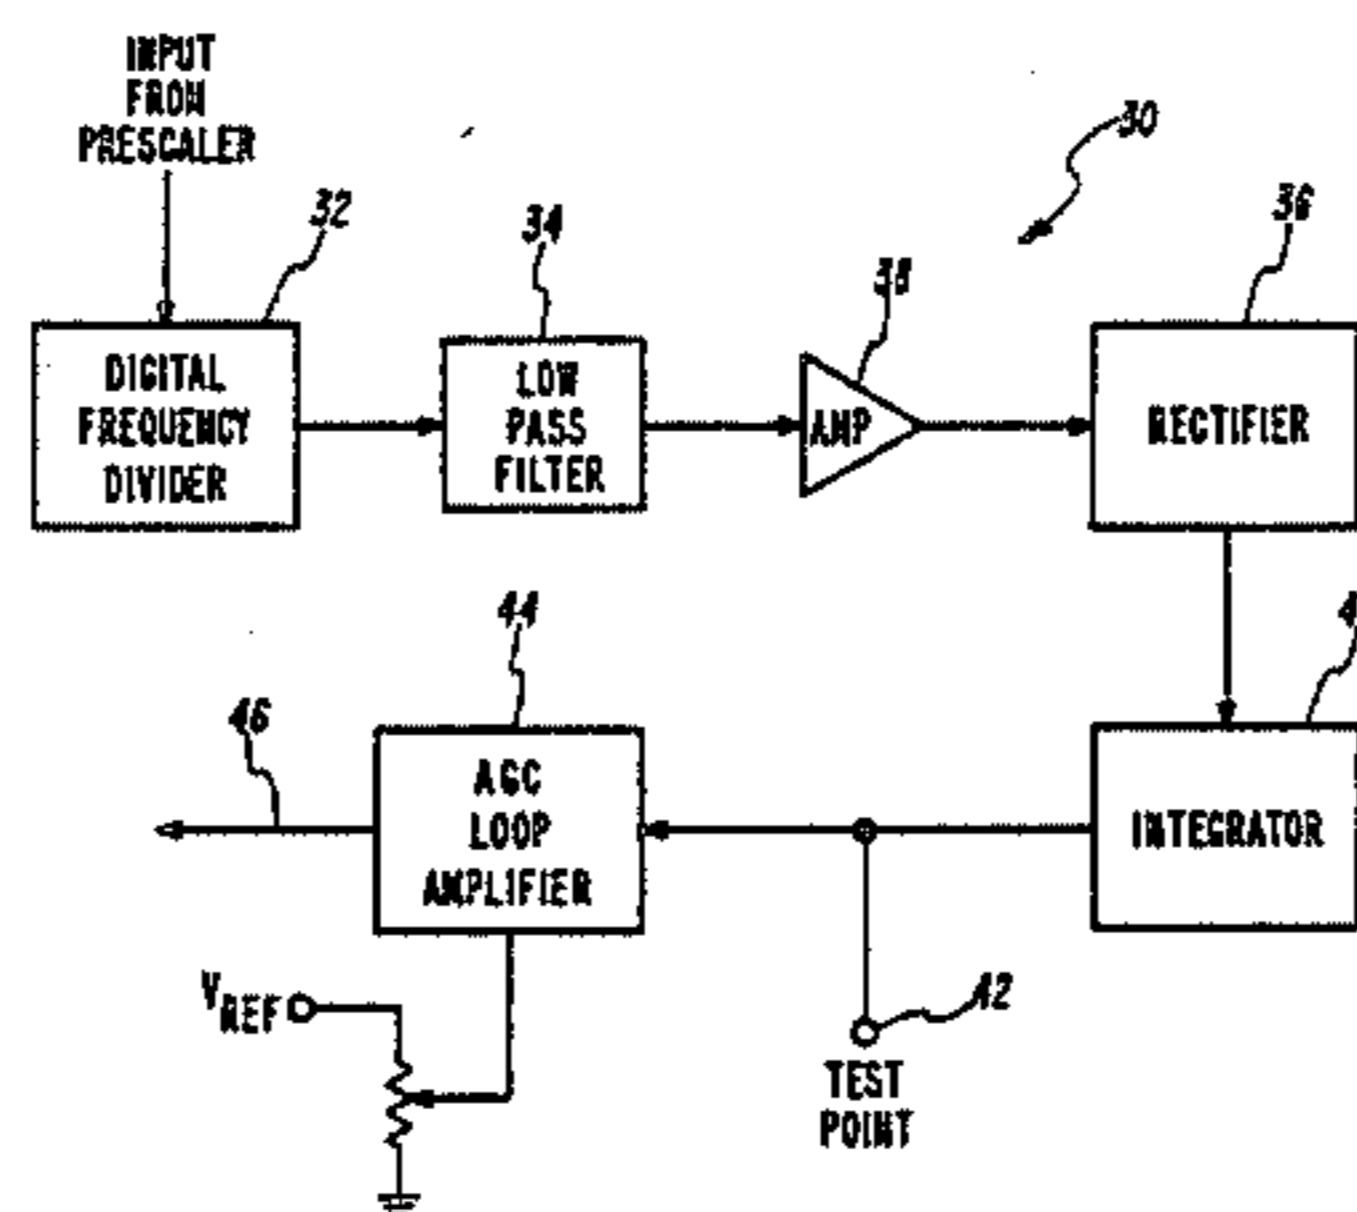 INPUT
FROM
PRESCALER
30
32
34
38
36
DIGITAL
FREQUENCY
DIVIDER
LOW
PASS
FILTER
AMP
RECTIFIER
44
4
46
AGC
LOOP
AMPLIFIER
INTEGRATOR
VREF
42
TEST
POINT